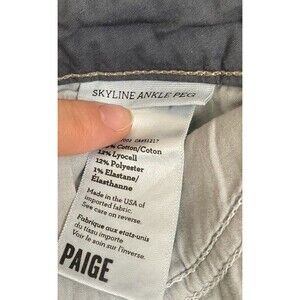 SKYLINE ANKLE PEG
Cotton/Coton
12% Lyocell
12% Polyester
1% Elastane/
Élasthanne
Made in the USA of
imported fabric.
See care on reverse.
Fabrique aux etats-unis
du tissu importe
Voir le soin sur l'inverse.
PAIGE